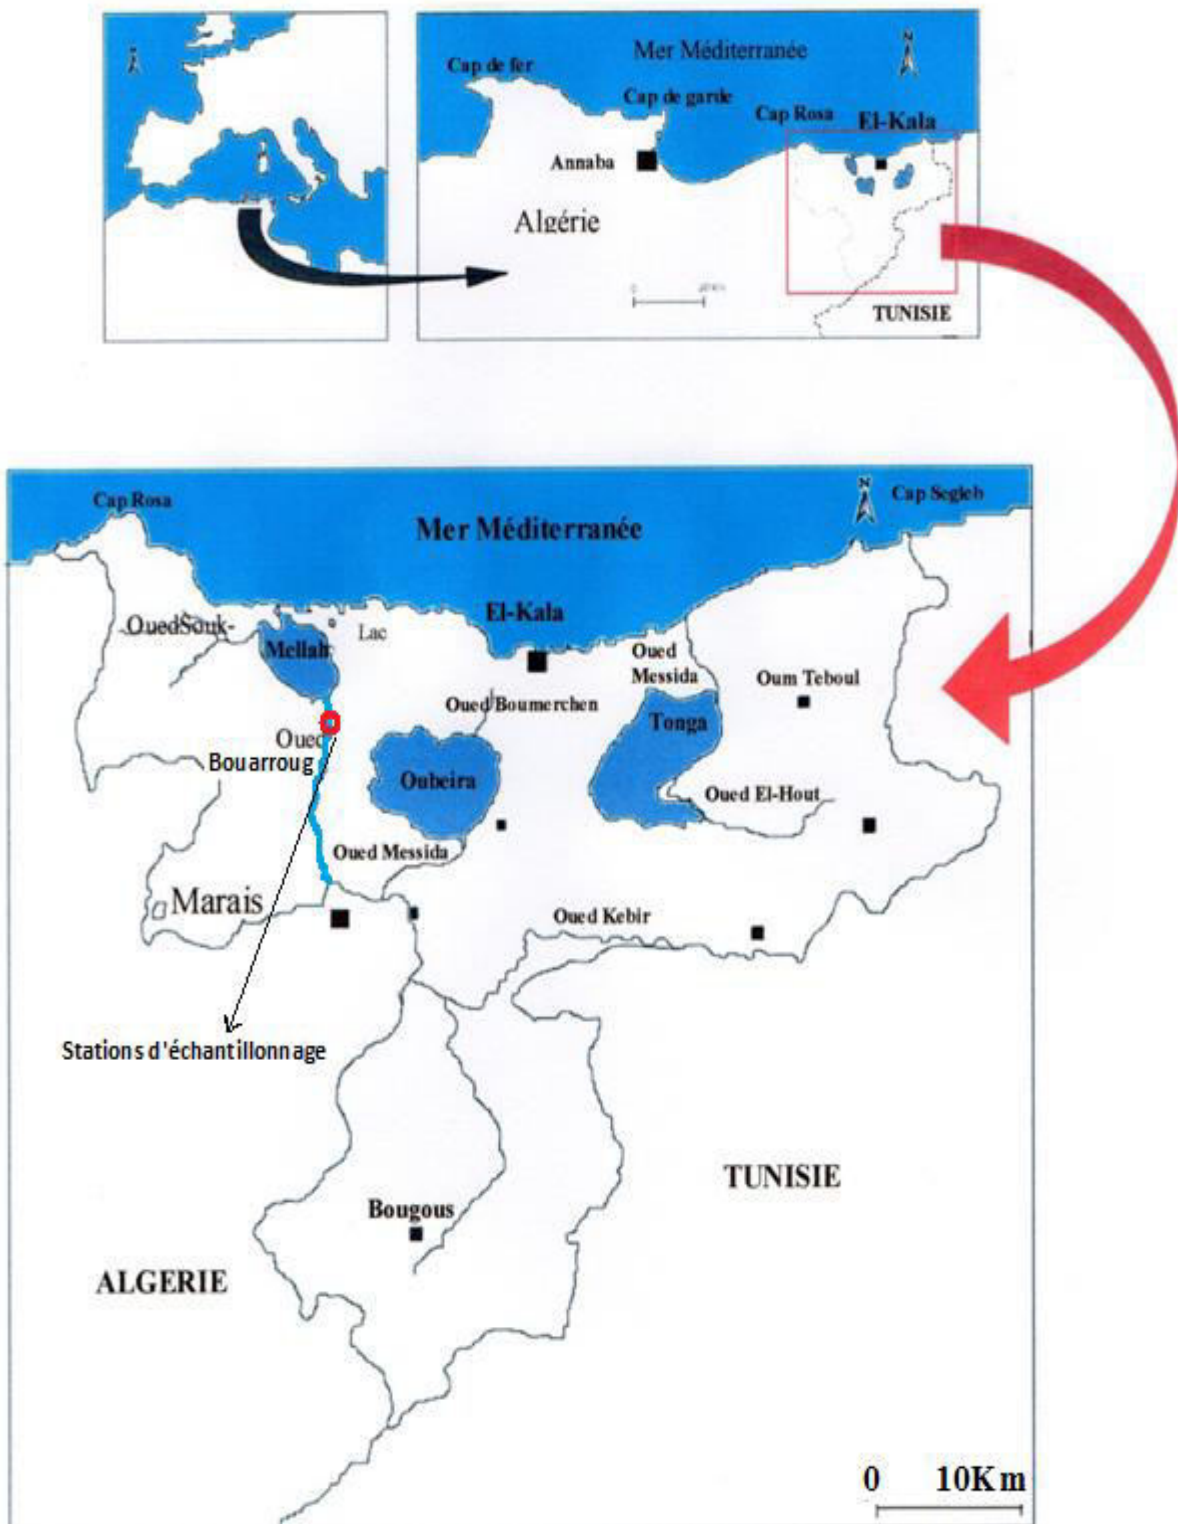 N
Mer Méditerranée
Cap de fer
Cap de garde
Cap Rosa
El-Kala
Annaba
Algérie
0
TUNISIE
N
Cap Rosa
Cap Segleb
Mer Méditerranée
El-Kala
OuedSouk-
Lac
Mellah
Oued
Messida
Oum Teboul
Oued Boumerchen
Tonga
Oued
Bouarroug
Oubeira
Oued El-Hout
Oued Messida
Marais
Oued Kebir
Stations d'échantillonnage
TUNISIE
Bougous
ALGERIE
0 10Km